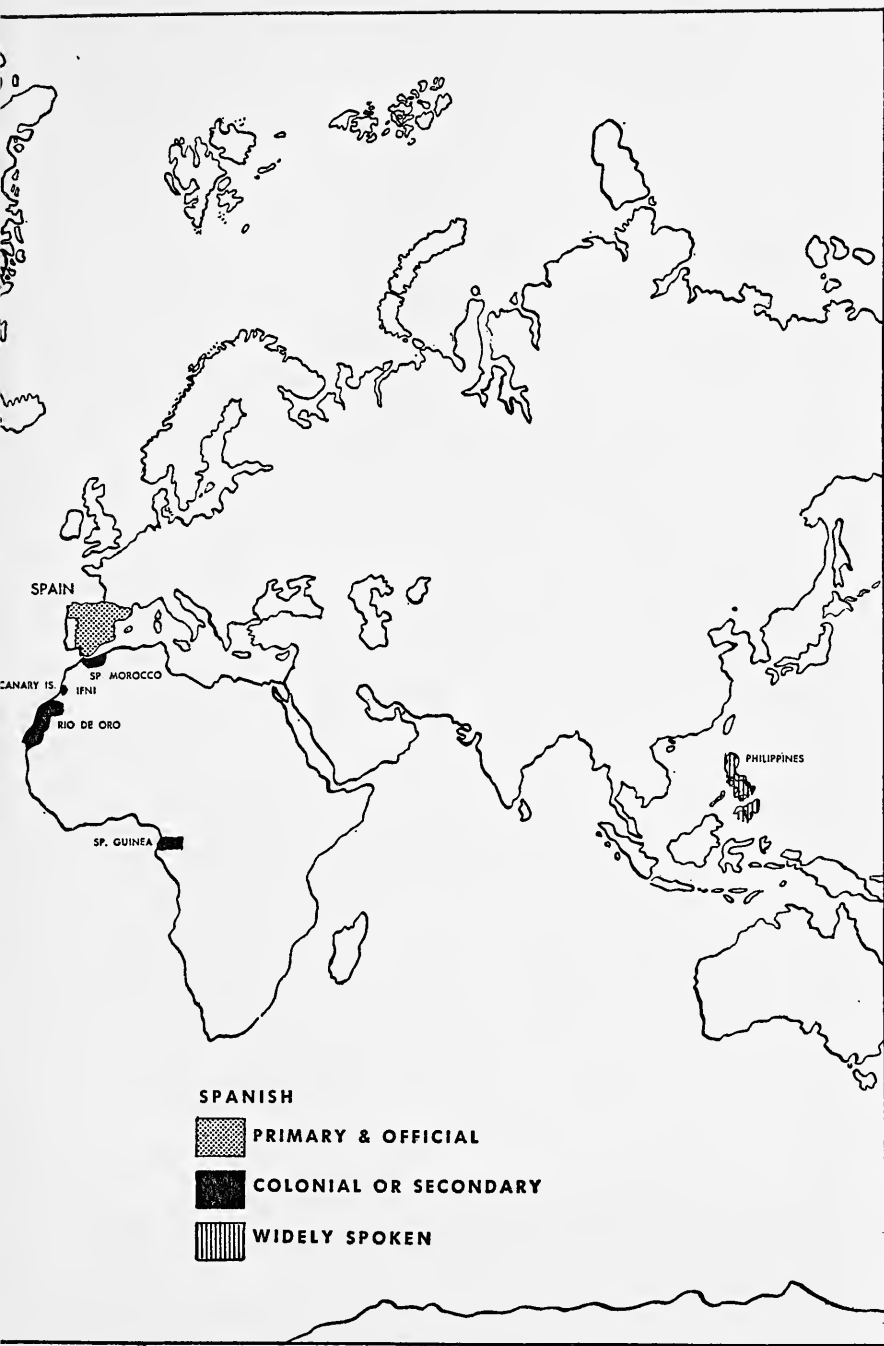 SPAIN
SP MOROCCO
CANARY IS.
IFNI
RIO DE ORO
PHILIPPINES
SP. GUINEA
SPANISH
PRIMARY & OFFICIAL
COLONIAL OR SECONDARY
WIDELY SPOKEN